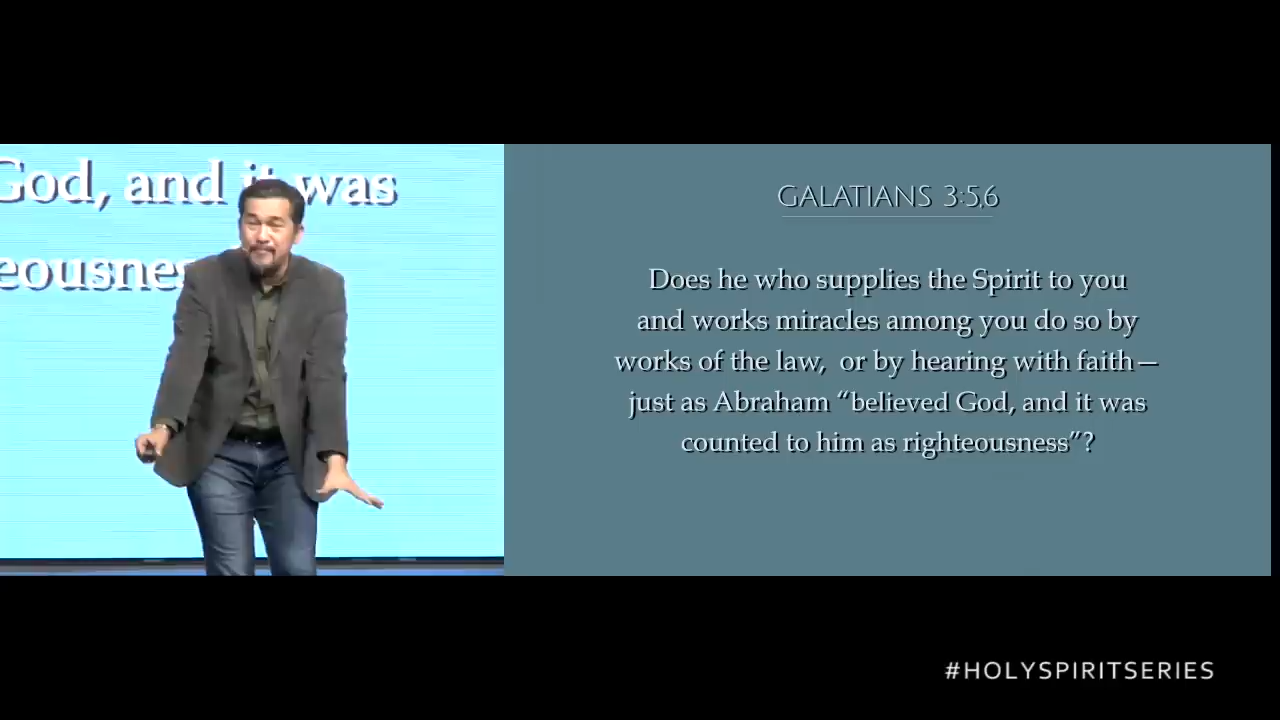 God, and it was
eousnes
GALATIANS 3:5,6
Does he who supplies the Spirit to you
and works miracles among you do so by
works of the law,  or by hearing with faith—
just as Abraham “believed God, and it was
counted to him as righteousness”?
#HOLYSPIRITSERIES